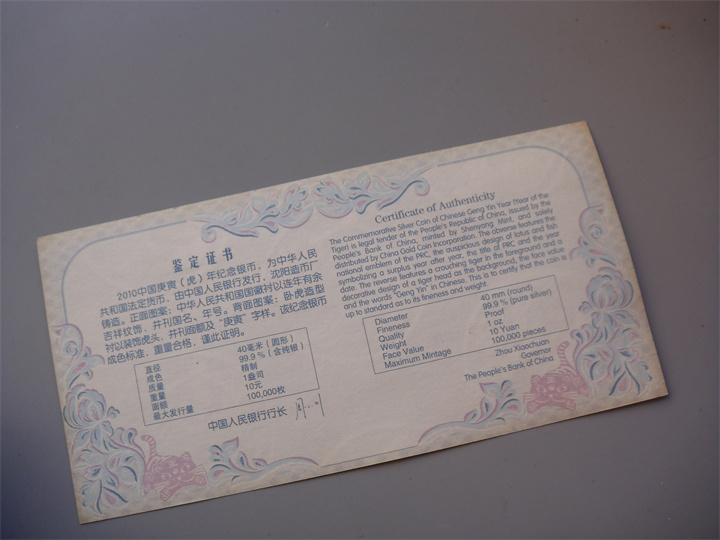 鉴定证书
2010中国庚寅(虎)年纪念银币，为中华人民
共和国法定货币，由中国人民银行发行，沈阳造币厂
铸造。正面图案：中华人民共和国国徽衬以连年有余
吉祥纹饰，并刊国名、年号。背面图案：卧虎造型
衬以装饰虎头，并刊面额及“庚寅”字样。该纪念银币
成色标准，重量合格，谨此证明。
直径 40毫米(圆形)
成色 99.9%(含纯银)
质量 精制
重量 1盎司
面额 10元
最大发行量 100,000枚
中国人民银行行长
Certificate of Authenticity
The Commemorative Silver Coin of Chinese Geng Yin Year (Year of the
Tiger) is legal tender of the People's Republic of China, issued by the
People's Bank of China, minted by Shenyang Mint, and solely
distributed by China Gold Coin Incorporation. The obverse features the
national emblem of the PRC, the auspicious design of lotus and fish
symbolizing a surplus year after year, the title of PRC and the year
date. The reverse features a crouching tiger in the foreground and a
decorative design of a tiger head as the background, the face value
and the words "Geng Yin" in Chinese. This is to certify that the coin is
up to standard as to its fineness and weight.
Diameter 40 mm (round)
Fineness 99.9 % (pure silver)
Quality Proof
Weight 1 oz
Face Value 10 Yuan
Maximum Mintage 100,000 pieces
Zhou Xiaochuan
Governor
The People's Bank of China